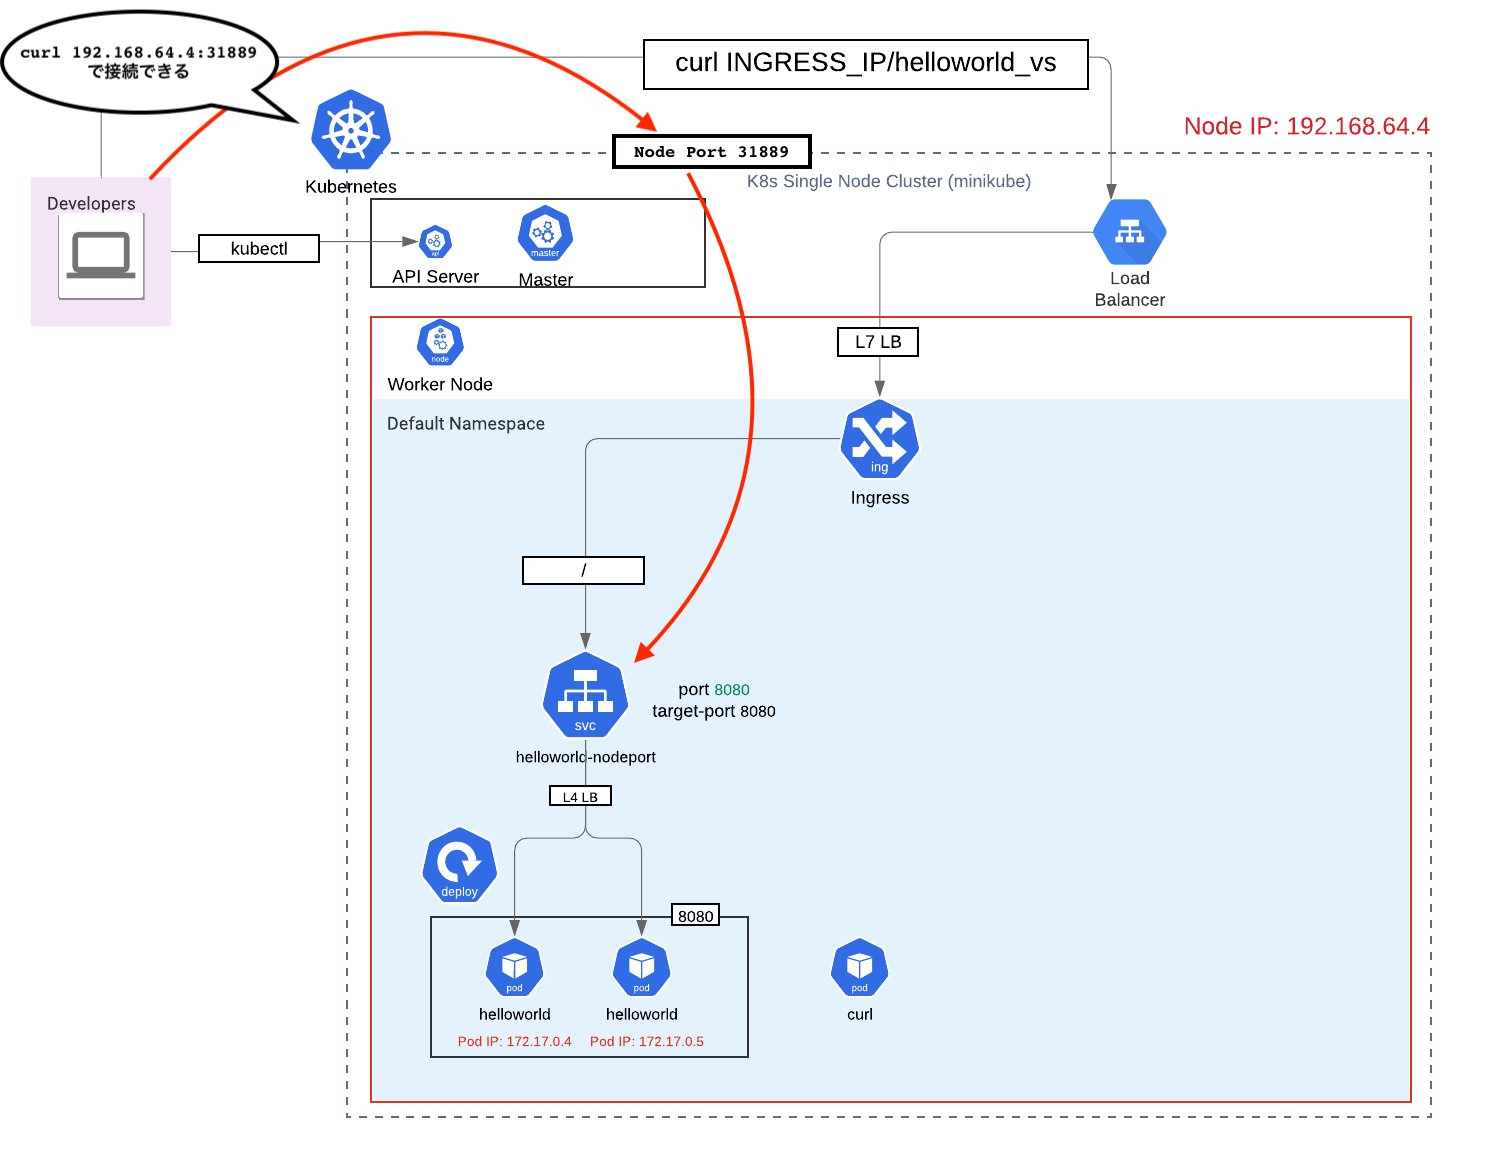 curl 192.168.64.4:31889
で接続できる
curl INGRESS_IP/helloworld_vs
Node IP: 192.168.64.4
Node Port 31889
K8s Single Node Cluster (minikube)
Kubernetes
Developers
kubectl
api
API Server
master
Master
Load
Balancer
L7 LB
node
Worker Node
Default Namespace
ing
Ingress
/
svc
port 8080
target-port 8080
helloworld-nodeport
L4 LB
deploy
8080
pod
pod
pod
helloworld
helloworld
curl
Pod IP: 172.17.0.4
Pod IP: 172.17.0.5